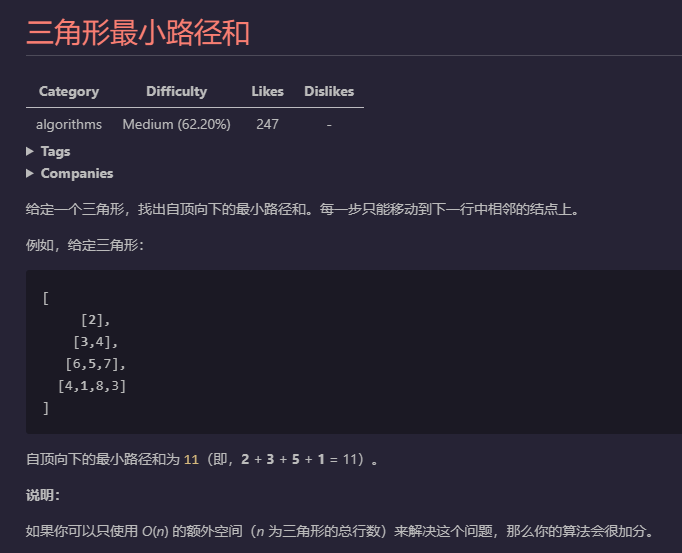 三角形最小路径和
Category Difficulty Likes Dislikes
algorithms Medium (62.20%) 247 -
▶ Tags
▶ Companies
给定一个三角形，找出自顶向下的最小路径和。每一步只能移动到下一行中相邻的结点上。
例如，给定三角形：
[
[2],
[3,4],
[6,5,7],
[4,1,8,3]
]
自顶向下的最小路径和为 11（即，2 + 3 + 5 + 1 = 11）。
说明：
如果你可以只使用 O(n) 的额外空间（n 为三角形的总行数）来解决这个问题，那么你的算法会很加分。